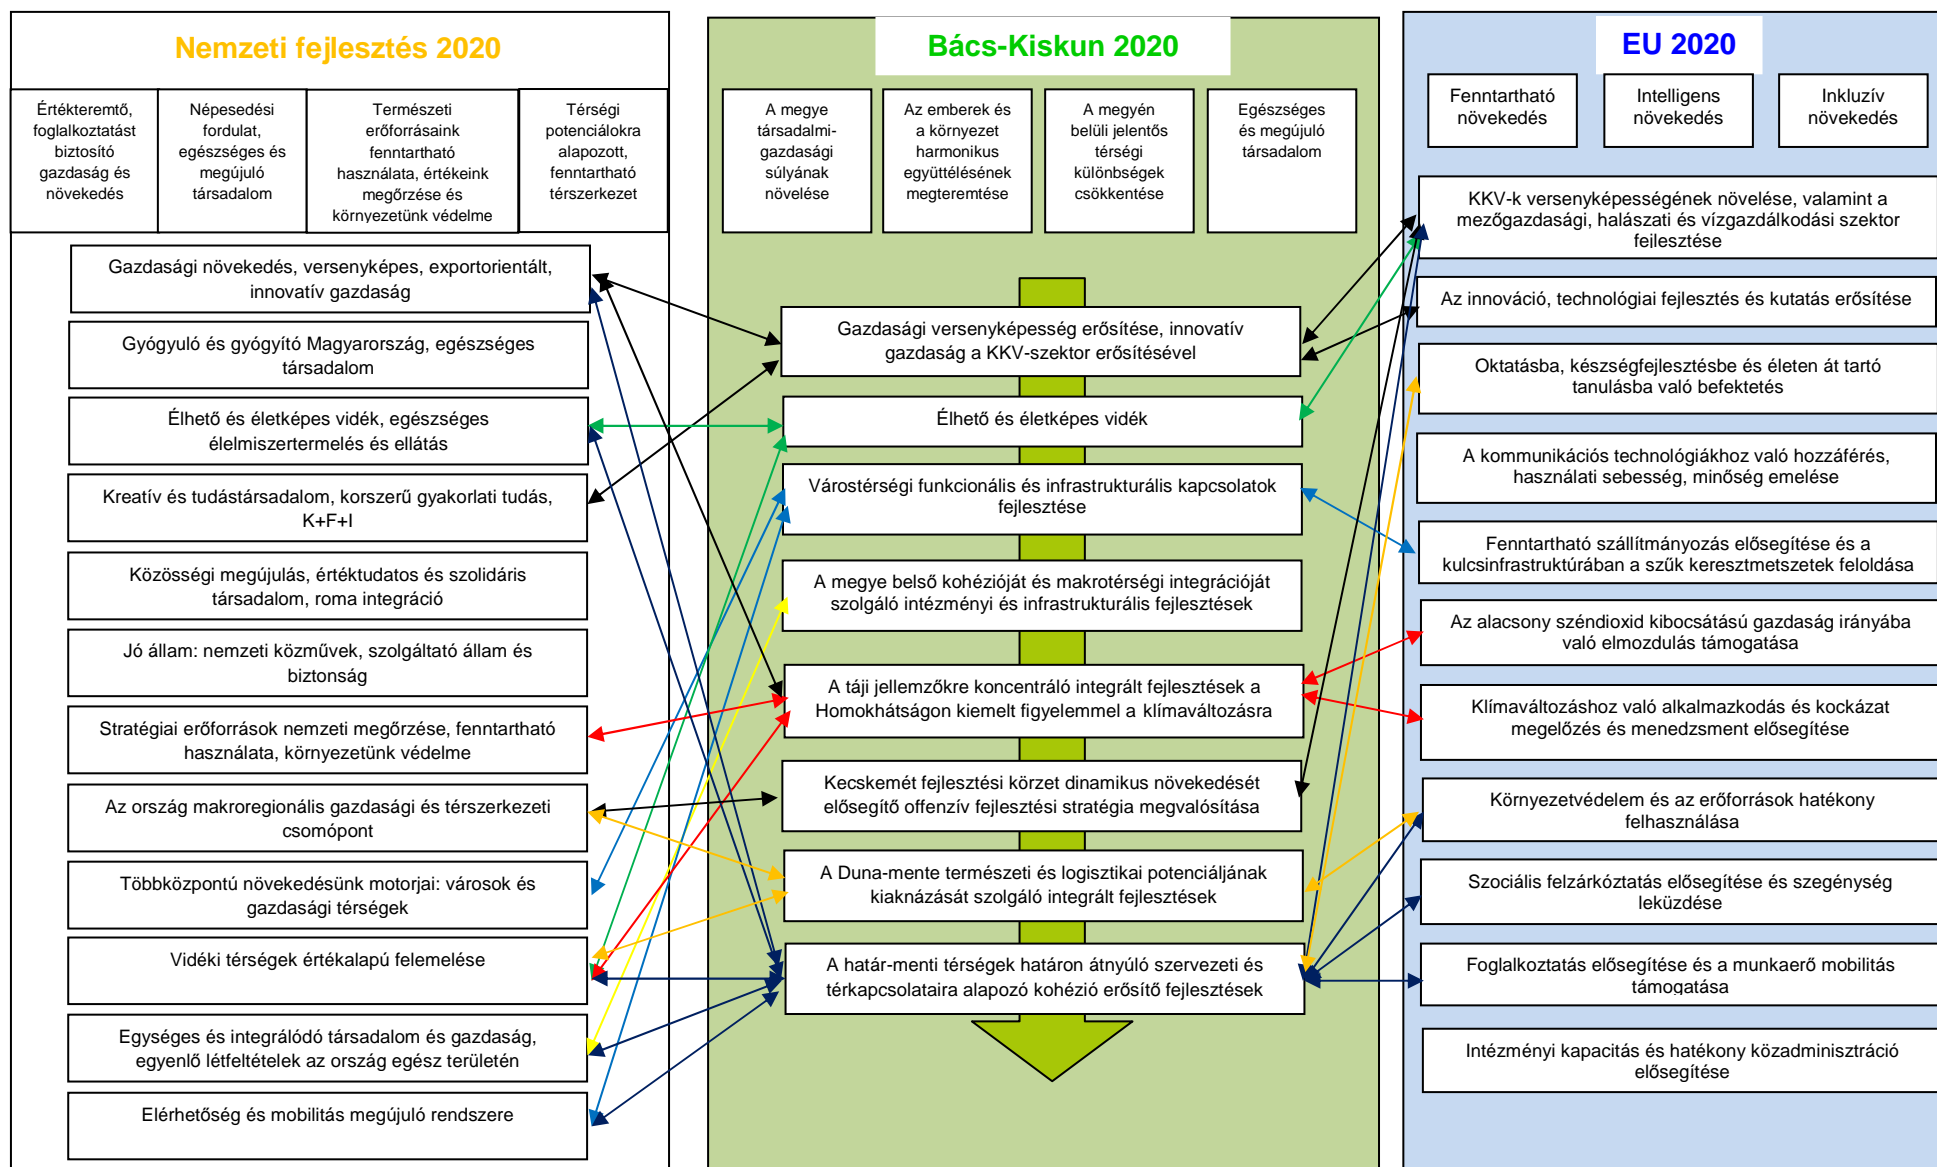 Nemzeti fejlesztés 2020
Értékteremtő,
foglalkoztatást
biztosító
gazdaság és
növekedés
Népesedési
fordulat,
egészséges és
megújuló
társadalom
Természeti
erőforrásaink
fenntartható
használata, értékeink
megőrzése és
környezetünk védelme
Térségi
potenciálokra
alapozott,
fenntartható
térszerkezet
Gazdasági növekedés, versenyképes, exportorientált,
innovatív gazdaság
Gyógyuló és gyógyító Magyarország, egészséges
társadalom
Élhető és életképes vidék, egészséges
élelmiszertermelés és ellátás
Kreatív és tudástársadalom, korszerű gyakorlati tudás,
K+F+I
Közösségi megújulás, értéktudatos és szolidáris
társadalom, roma integráció
Jó állam: nemzeti közművek, szolgáltató állam és
biztonság
Stratégiai erőforrások nemzeti megőrzése, fenntartható
használata, környezetünk védelme
Az ország makroregionális gazdasági és térszerkezeti
csomópont
Többközpontú növekedésünk motorjai: városok és
gazdasági térségek
Vidéki térségek értékalapú felemelése
Egységes és integrálódó társadalom és gazdaság,
egyenlő létfeltételek az ország egész területén
Elérhetőség és mobilitás megújuló rendszere
Bács-Kiskun 2020
A megye
társadalmi-
gazdasági
súlyának
növelése
Az emberek és
a környezet
harmonikus
együttélésének
megteremtése
A megyén
belüli jelentős
térségi
különbségek
csökkentése
Egészséges
és megújuló
társadalom
Gazdasági versenyképesség erősítése, innovatív
gazdaság a KKV-szektor erősítésével
Élhető és életképes vidék
Várostérségi funkcionális és infrastrukturális kapcsolatok
fejlesztése
A megye belső kohézióját és makrotérségi integrációját
szolgáló intézményi és infrastrukturális fejlesztések
A táji jellemzőkre koncentráló integrált fejlesztések a
Homokhátságon kiemelt figyelemmel a klímaváltozásra
Kecskemét fejlesztési körzet dinamikus növekedését
elősegítő offenzív fejlesztési stratégia megvalósítása
A Duna-mente természeti és logisztikai potenciáljának
kiaknázását szolgáló integrált fejlesztések
A határ-menti térségek határon átnyúló szervezeti és
térkapcsolataira alapozó kohézió erősítő fejlesztések
EU 2020
Fenntartható
növekedés
Intelligens
növekedés
Inkluzív
növekedés
KKV-k versenyképességének növelése, valamint a
mezőgazdasági, halászati és vízgazdálkodási szektor
fejlesztése
Az innováció, technológiai fejlesztés és kutatás erősítése
Oktatásba, készségfejlesztésbe és életen át tartó
tanulásba való befektetés
A kommunikációs technológiákhoz való hozzáférés,
használati sebesség, minőség emelése
Fenntartható szállítmányozás elősegítése és a
kulcsinfrastruktúrában a szűk keresztmetszetek feloldása
Az alacsony széndioxid kibocsátású gazdaság irányába
való elmozdulás támogatása
Klímaváltozáshoz való alkalmazkodás és kockázat
megelőzés és menedzsment elősegítése
Környezetvédelem és az erőforrások hatékony
felhasználása
Szociális felzárkóztatás elősegítése és szegénység
leküzdése
Foglalkoztatás elősegítése és a munkaerő mobilitás
támogatása
Intézményi kapacitás és hatékony közadminisztráció
elősegítése